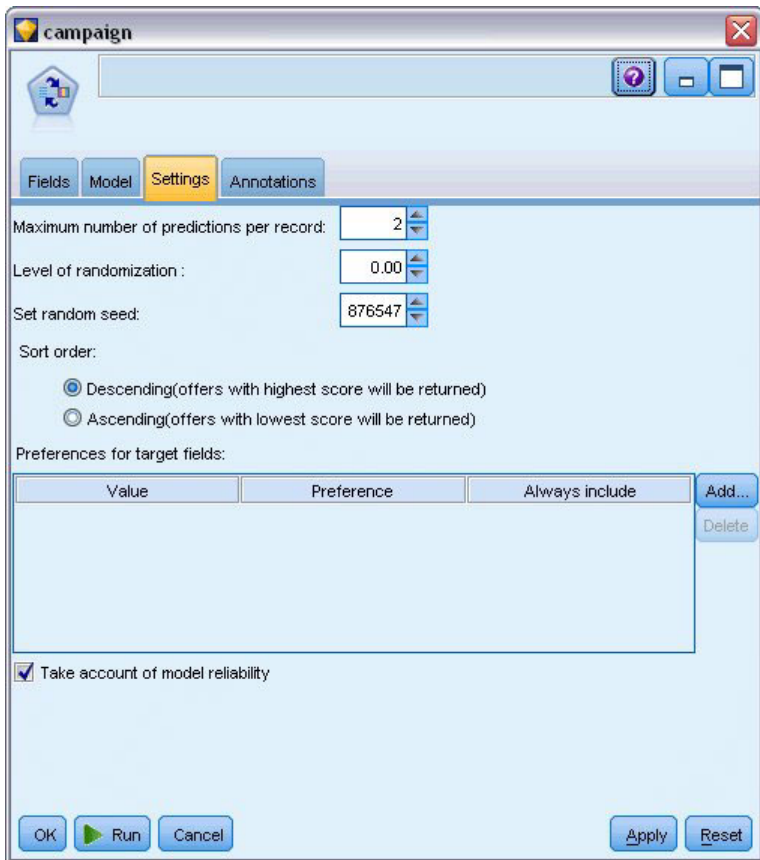 campaign
Fields Model Settings Annotations
Maximum number of predictions per record: 2
Level of randomization : 0.00
Set random seed: 876547
Sort order:
Descending(offers with highest score will be returned)
Ascending(offers with lowest score will be returned)
Preferences for target fields:
Value Preference Always include Add...
Delete
Take account of model reliability
OK Run Cancel Apply Reset